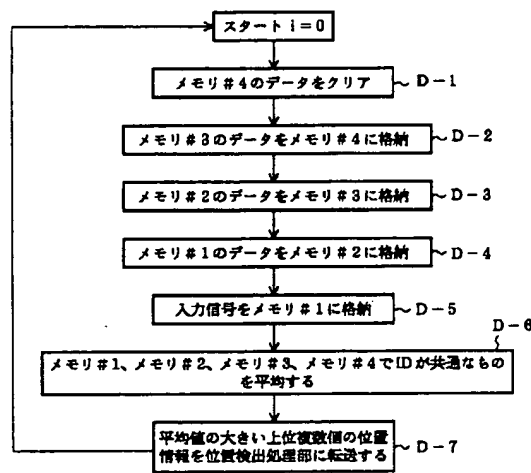 スタート i=0
メモリ#4のデータをクリア
D-1
メモリ#3のデータをメモリ#4に格納
D-2
メモリ#2のデータをメモリ#3に格納
D-3
メモリ#1のデータをメモリ#2に格納
D-4
入力信号をメモリ#1に格納
D-5
D-6
メモリ#1、メモリ#2、メモリ#3、メモリ#4でIDが共通なもの
を平均する
平均値の大きい上位複数個の位置
情報を位置検出処理部に転送する
D-7